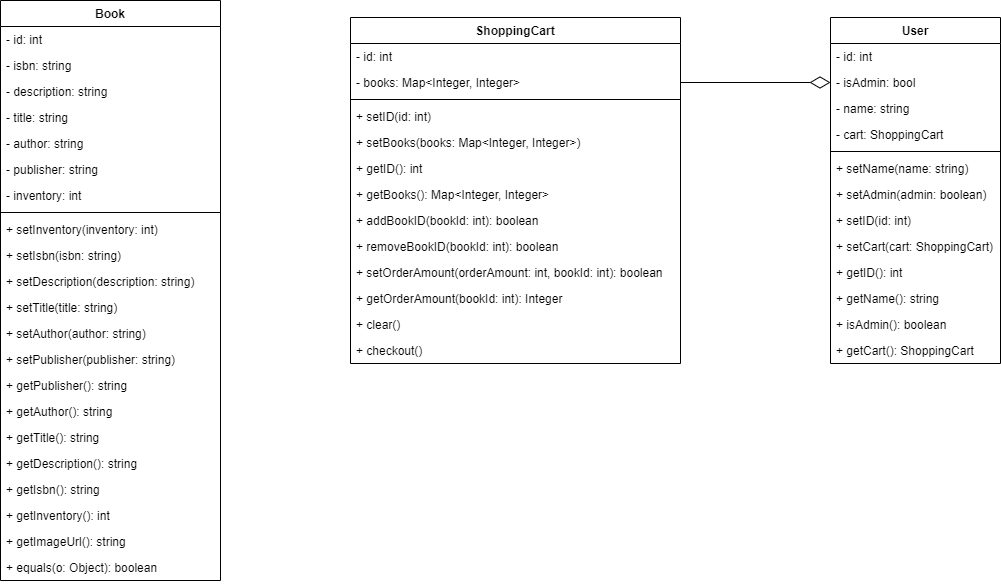 Book
- id: int
- isbn: string
- description: string
- title: string
- author: string
- publisher: string
- inventory: int
+ setInventory(inventory: int)
+ setIsbn(isbn: string)
+ setDescription(description: string)
+ setTitle(title: string)
+ setAuthor(author: string)
+ setPublisher(publisher: string)
+ getPublisher(): string
+ getAuthor(): string
+ getTitle(): string
+ getDescription(): string
+ getIsbn(): string
+ getInventory(): int
+ getImageUrl(): string
+ equals(o: Object): boolean
ShoppingCart
- id: int
- books: Map<Integer, Integer>
+ setID(id: int)
+ setBooks(books: Map<Integer, Integer>)
+ getID(): int
+ getBooks(): Map<Integer, Integer>
+ addBookID(bookId: int): boolean
+ removeBookID(bookId: int): boolean
+ setOrderAmount(orderAmount: int, bookId: int): boolean
+ getOrderAmount(bookId: int): Integer
+ clear()
+ checkout()
User
- id: int
- isAdmin: bool
- name: string
- cart: ShoppingCart
+ setName(name: string)
+ setAdmin(admin: boolean)
+ setID(id: int)
+ setCart(cart: ShoppingCart)
+ getID(): int
+ getName(): string
+ isAdmin(): boolean
+ getCart(): ShoppingCart